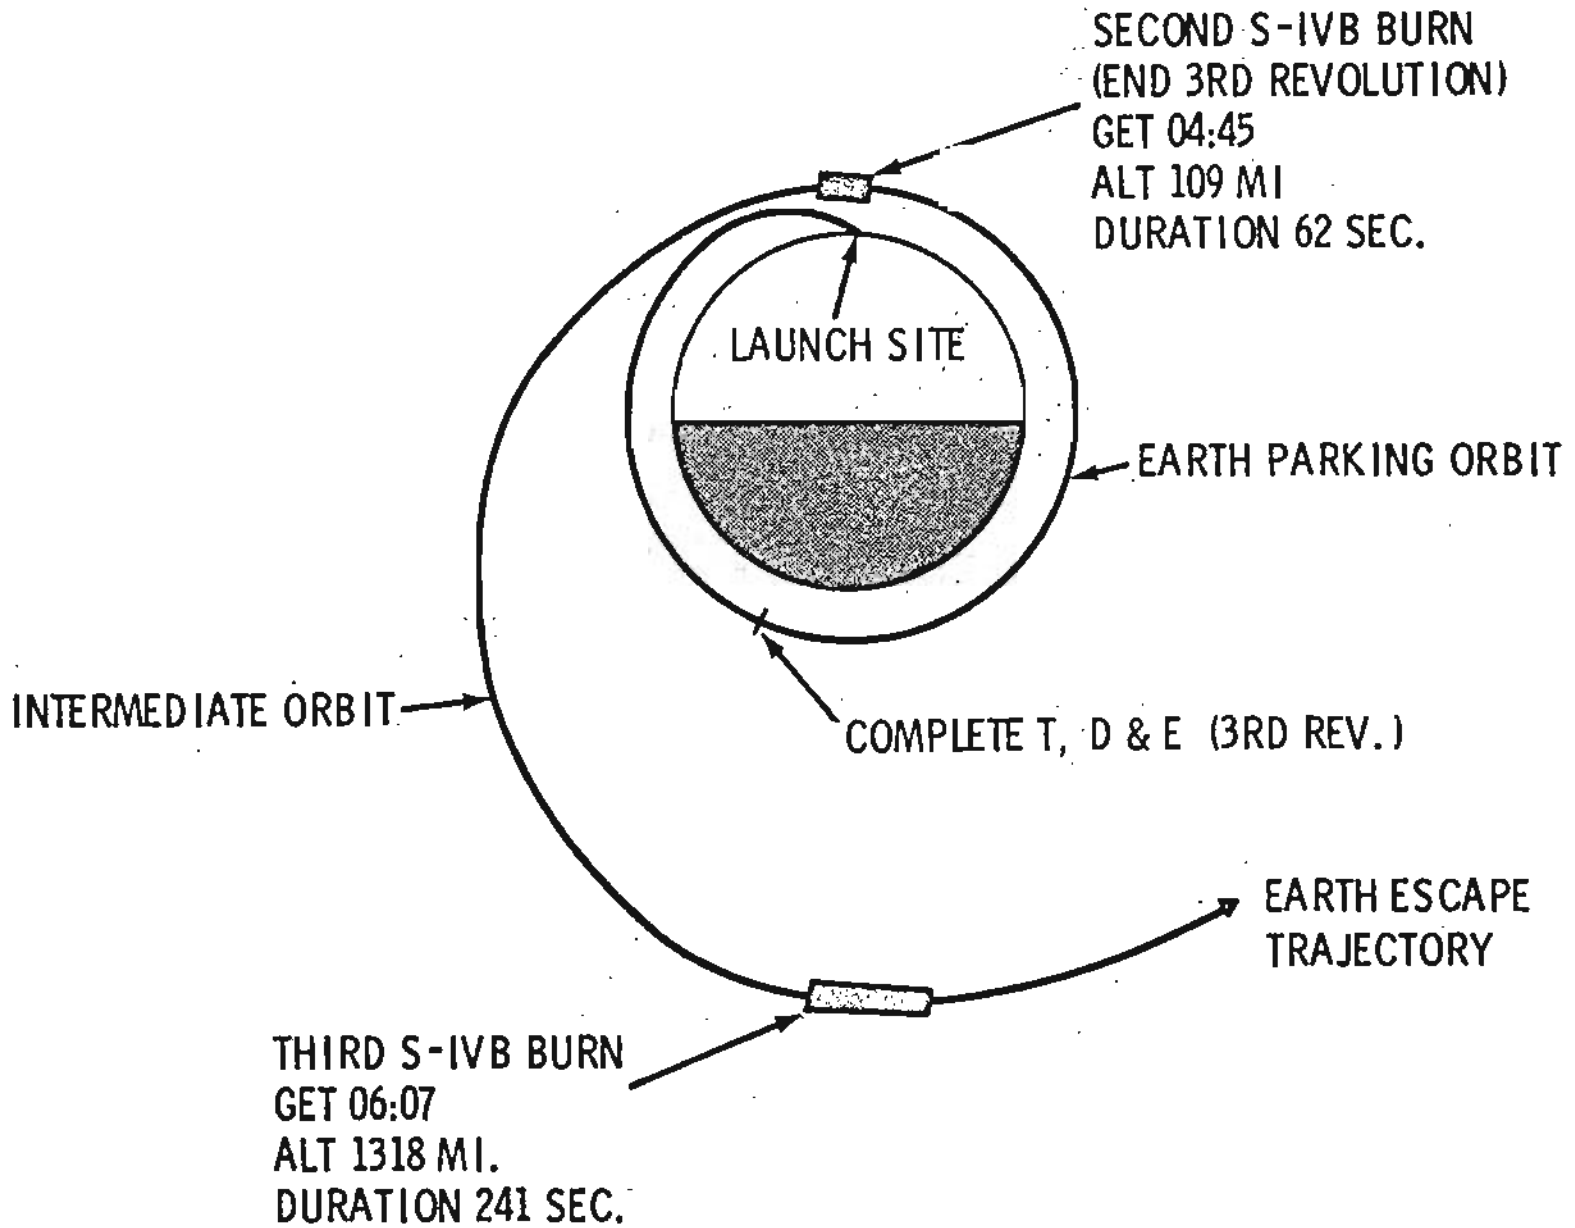 SECOND S-IVB BURN
(END 3RD REVOLUTION)
GET 04:45
ALT 109 MI
DURATION 62 SEC.
LAUNCH SITE
EARTH PARKING ORBIT
INTERMEDIATE ORBIT
COMPLETE T, D & E (3RD REV.)
EARTH ESCAPE
TRAJECTORY
THIRD S-IVB BURN
GET 06:07
ALT 1318 MI.
DURATION 241 SEC.